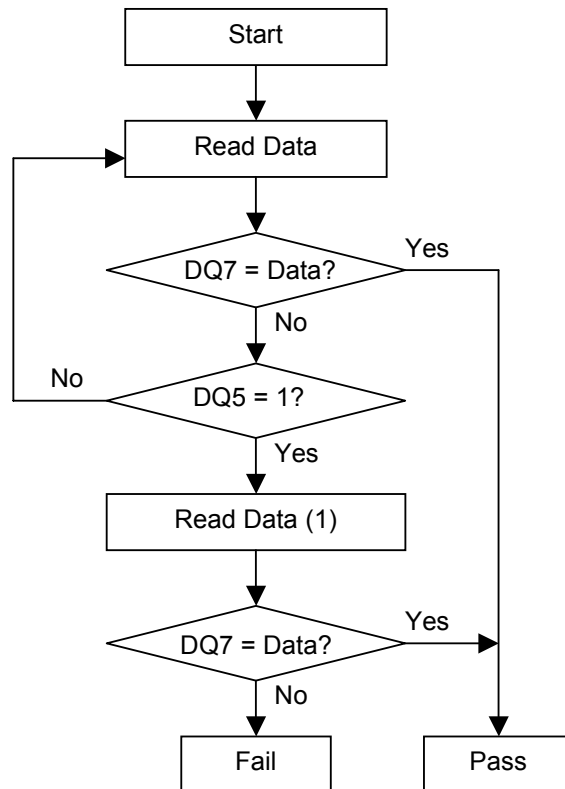 Start
Read Data
DQ7 = Data?
Yes
No
No
DQ5 = 1?
Yes
Read Data (1)
DQ7 = Data?
Yes
No
Fail
Pass